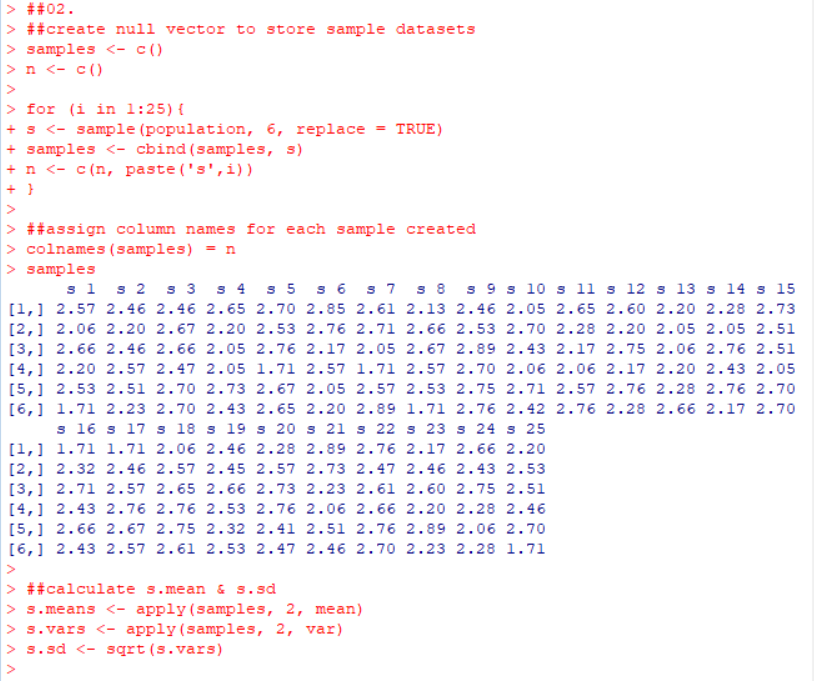 > ##02.
> ##create null vector to store sample datasets
> samples <- c()
> n <- c()
>
> for (i in 1:25){
+ s <- sample(population, 6, replace = TRUE)
+ samples <- cbind(samples, s)
+ n <- c(n, paste('s',i))
+ }
>
> ##assign column names for each sample created
> colnames(samples) = n
> samples
s 1 s 2 s 3 s 4 s 5 s 6 s 7 s 8 s 9 s 10 s 11 s 12 s 13 s 14 s 15
[1,] 2.57 2.46 2.46 2.65 2.70 2.85 2.61 2.13 2.46 2.05 2.65 2.60 2.20 2.28 2.73
[2,] 2.06 2.20 2.67 2.20 2.53 2.76 2.71 2.66 2.53 2.70 2.28 2.20 2.05 2.05 2.51
[3,] 2.66 2.46 2.66 2.05 2.76 2.17 2.05 2.67 2.89 2.43 2.17 2.75 2.06 2.76 2.51
[4,] 2.20 2.57 2.47 2.05 1.71 2.57 1.71 2.57 2.70 2.06 2.06 2.17 2.20 2.43 2.05
[5,] 2.53 2.51 2.70 2.73 2.67 2.05 2.57 2.53 2.75 2.71 2.57 2.76 2.28 2.76 2.70
[6,] 1.71 2.23 2.70 2.43 2.65 2.20 2.89 1.71 2.76 2.42 2.76 2.28 2.66 2.17 2.70
s 16 s 17 s 18 s 19 s 20 s 21 s 22 s 23 s 24 s 25
[1,] 1.71 1.71 2.06 2.46 2.28 2.89 2.76 2.17 2.66 2.20
[2,] 2.32 2.46 2.57 2.45 2.57 2.73 2.47 2.46 2.43 2.53
[3,] 2.71 2.57 2.65 2.66 2.73 2.23 2.61 2.60 2.75 2.51
[4,] 2.43 2.76 2.76 2.53 2.76 2.06 2.66 2.20 2.28 2.46
[5,] 2.66 2.67 2.75 2.32 2.41 2.51 2.76 2.89 2.06 2.70
[6,] 2.43 2.57 2.61 2.53 2.47 2.46 2.70 2.23 2.28 1.71
>
> ##calculate s.mean & s.sd
> s.means <- apply(samples, 2, mean)
> s.vars <- apply(samples, 2, var)
> s.sd <- sqrt(s.vars)
>